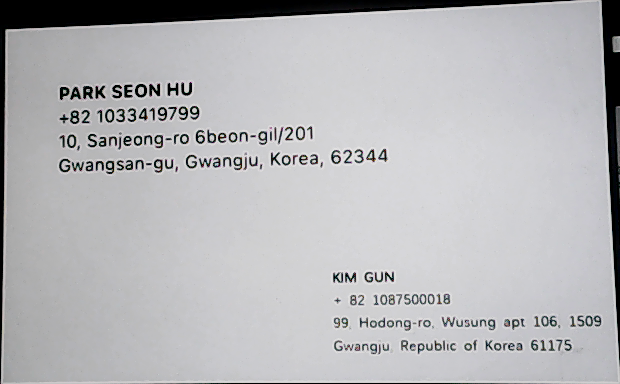 PARK SEON HU
+82 1033419799
10, Sanjeong-ro 6beon-gil/201
Gwangsan-gu, Gwangju, Korea, 62344
KIM GUN
+ 82 1087500018
99, Hodong-ro, Wusung apt 106, 1509
Gwangju, Republic of Korea 61175